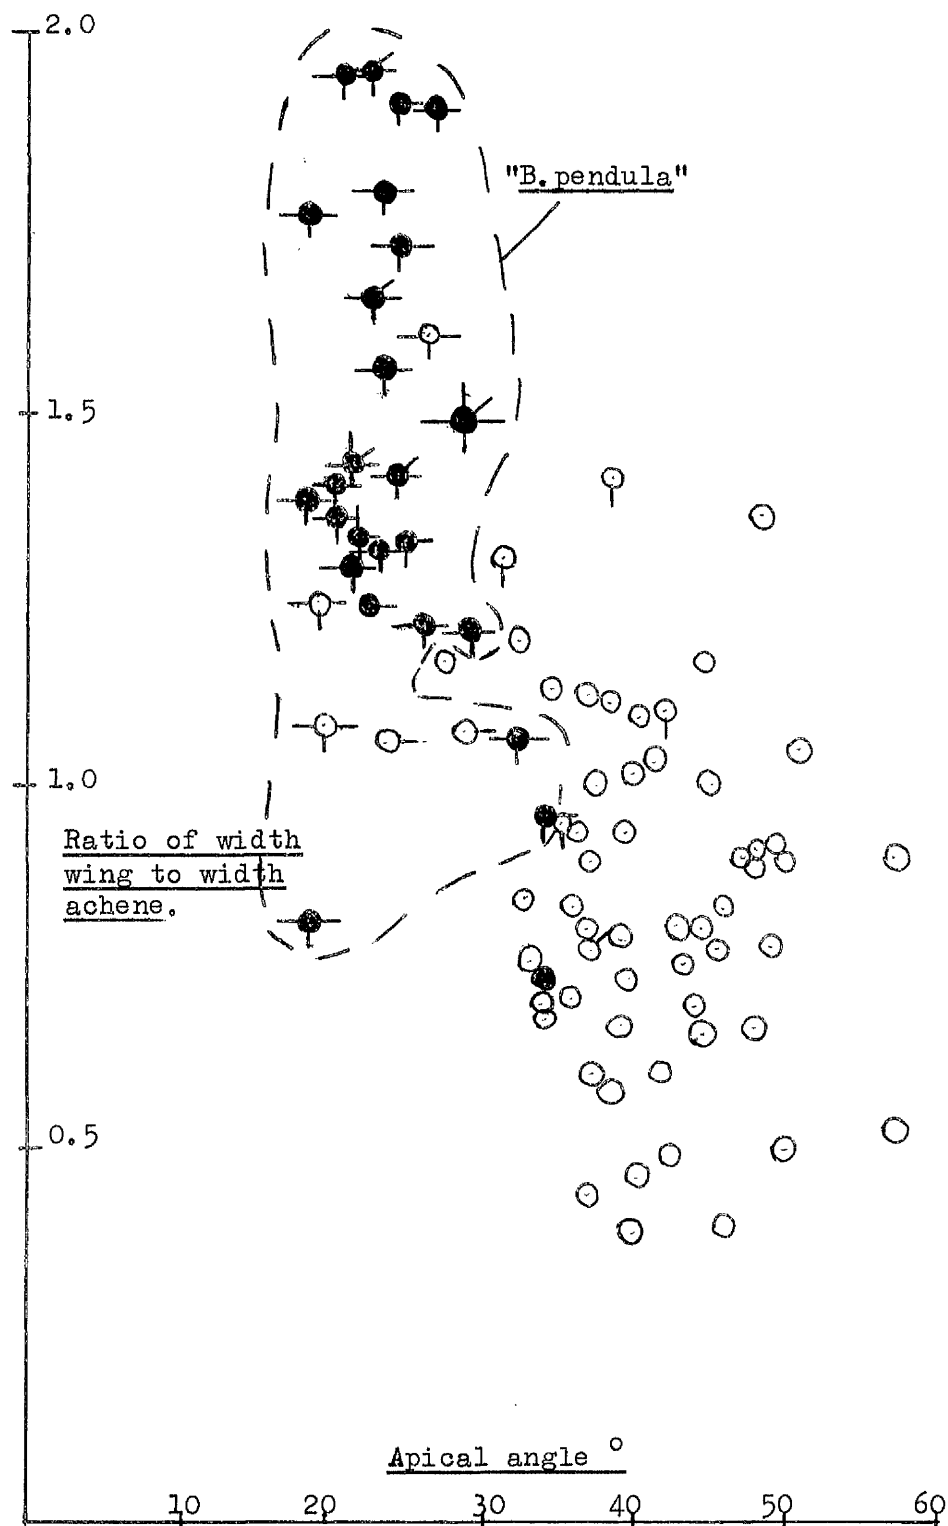 2.0
"B.pendula"
1.5
1.0
Ratio of width
wing to width
achene.
0.5
Apical angle °
10 20 30 40 50 60